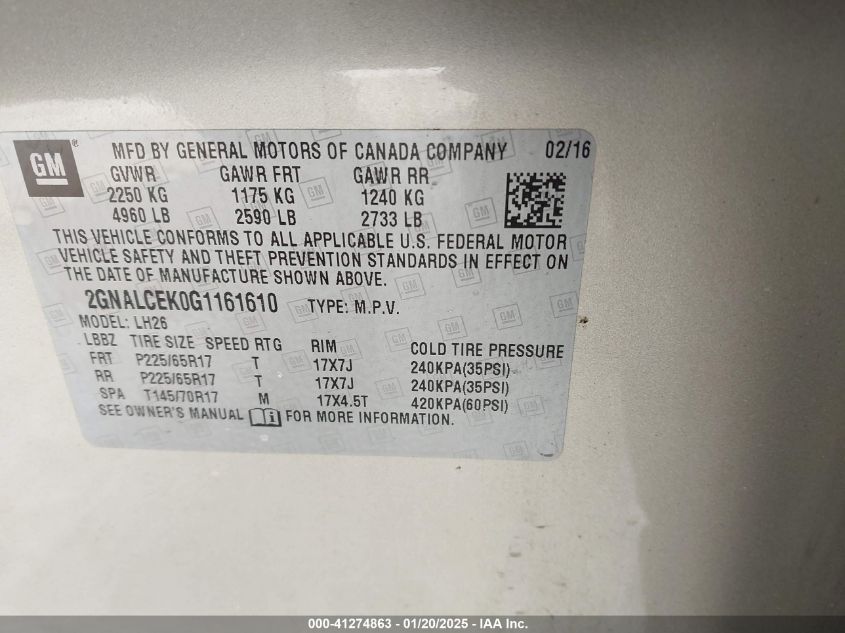 GM
MFD BY GENERAL MOTORS OF CANADA COMPANY 02/16
GVWR GAWR FRT GAWR RR
2250 KG 1175 KG 1240 KG
4960 LB 2590 LB 2733 LB
THIS VEHICLE CONFORMS TO ALL APPLICABLE U.S. FEDERAL MOTOR
VEHICLE SAFETY AND THEFT PREVENTION STANDARDS IN EFFECT ON
THE DATE OF MANUFACTURE SHOWN ABOVE.
2GNALCEK0G1161610 TYPE: M.P.V.
MODEL: LH26
LBBZ TIRE SIZE SPEED RTG RIM COLD TIRE PRESSURE
FRT P225/65R17 T 17X7J 240KPA(35PSI)
RR P225/65R17 T 17X7J 240KPA(35PSI)
SPA T145/70R17 M 17X4.5T 420KPA(60PSI)
SEE OWNER'S MANUAL FOR MORE INFORMATION.
000-41274863 - 01/20/2025 - IAA Inc.